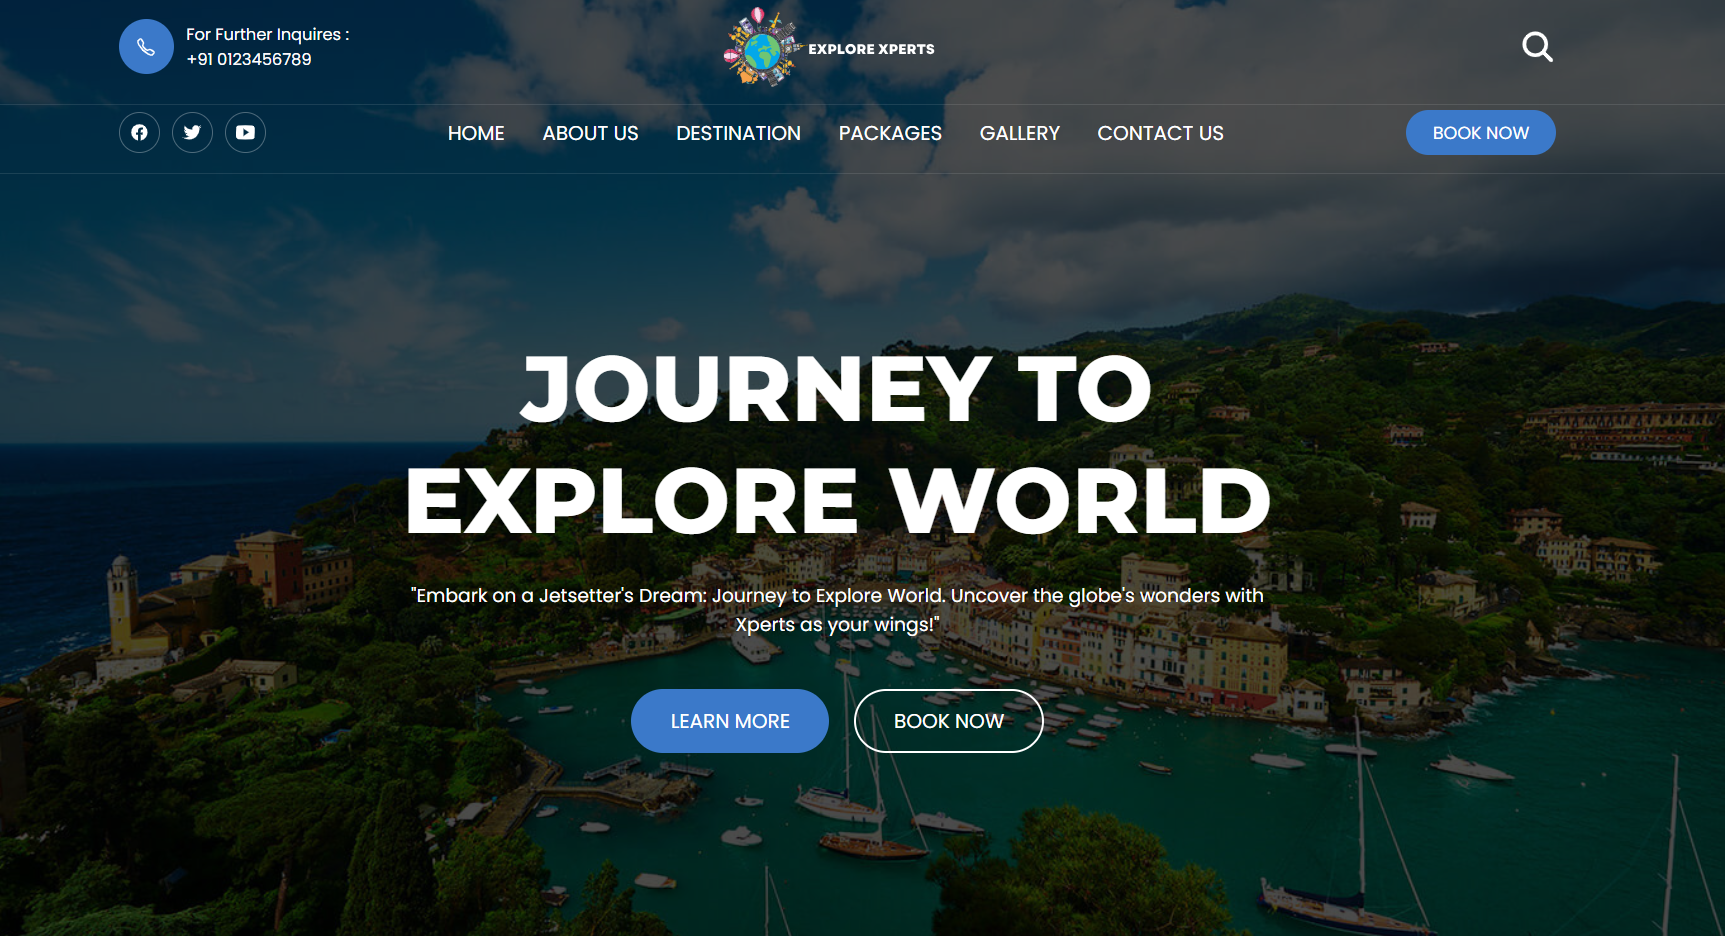 For Further Inquires :
+91 0123456789
EXPLORE XPERTS
HOME ABOUT US DESTINATION PACKAGES GALLERY CONTACT US BOOK NOW
JOURNEY TO
EXPLORE WORLD
"Embark on a Jetsetter's Dream: Journey to Explore World. Uncover the globe's wonders with
Xperts as your wings!"
LEARN MORE BOOK NOW